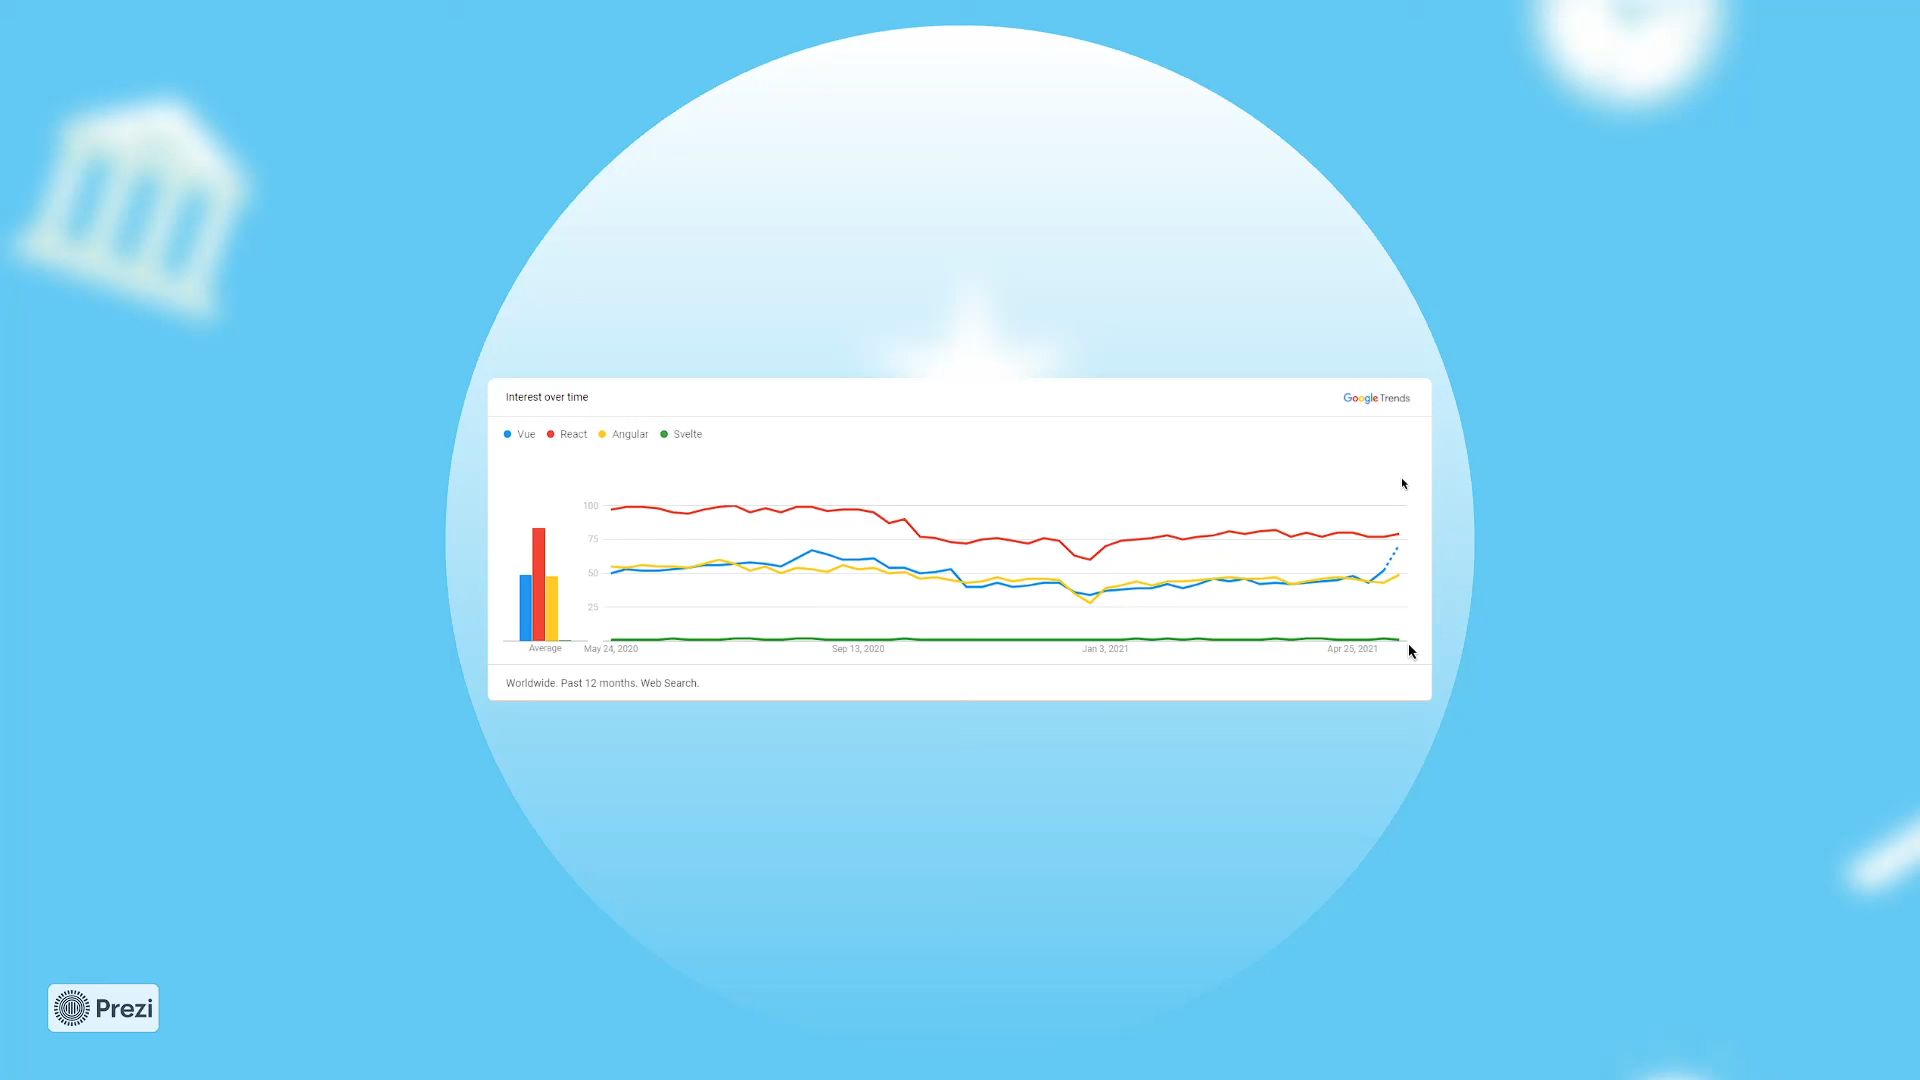 Interest over time
Google Trends
Vue React Angular Svelte
100
75
50
25
Average May 24, 2020 Sep 13, 2020 Jan 3, 2021 Apr 25, 2021
Worldwide. Past 12 months. Web Search.
Prezi